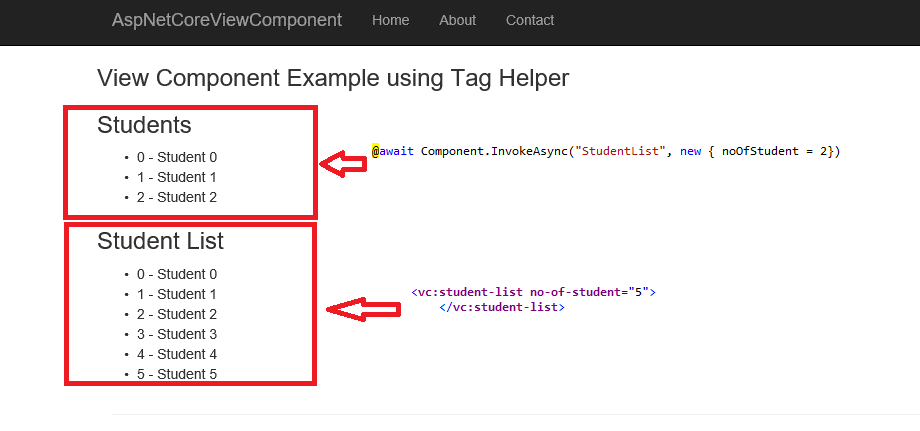 AspNetCoreViewComponent Home About Contact
View Component Example using Tag Helper
Students
• 0 - Student 0
• 1 - Student 1
• 2 - Student 2
@await Component.InvokeAsync("StudentList", new { noOfStudent = 2})
Student List
• 0 - Student 0
• 1 - Student 1
• 2 - Student 2
• 3 - Student 3
• 4 - Student 4
• 5 - Student 5
<vc:student-list no-of-student="5">
</vc:student-list>